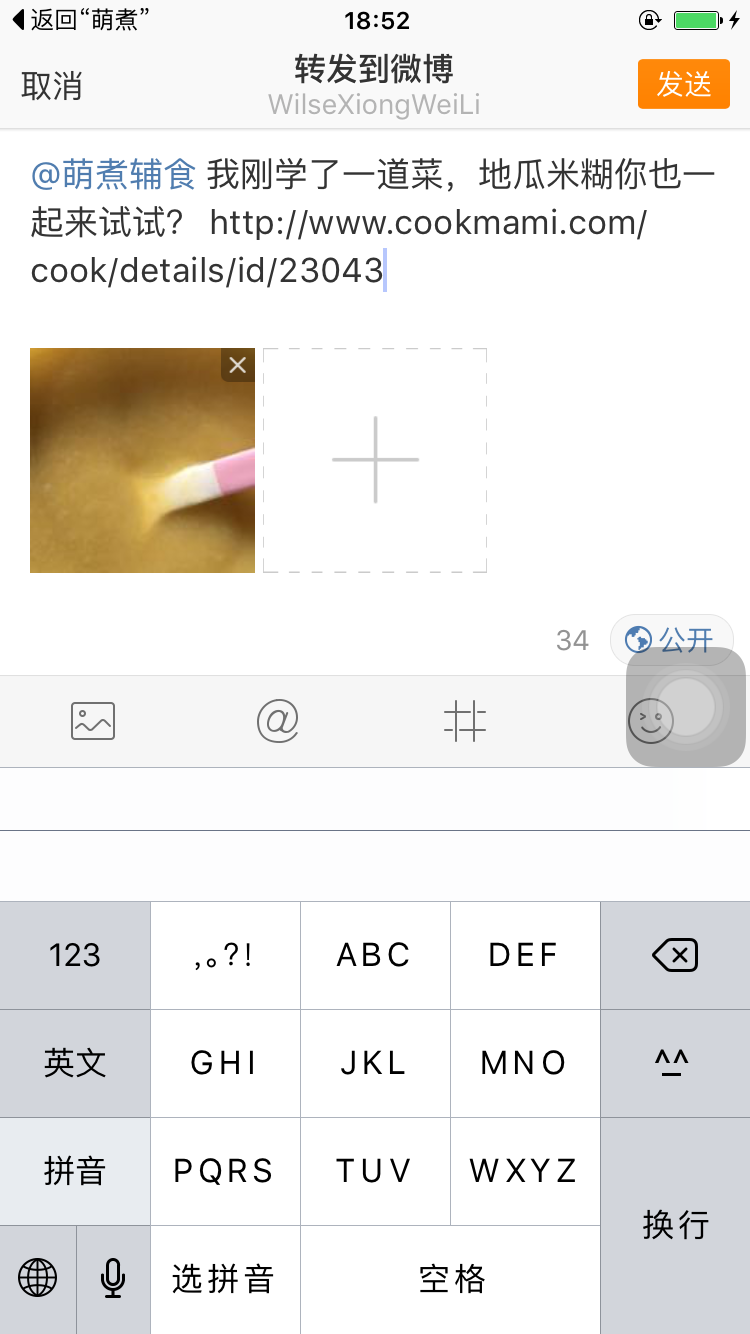 返回“萌煮”
18:52
取消
转发到微博
WilseXiongWeiLi
发送
@萌煮辅食 我刚学了一道菜，地瓜米糊你也一
起来试试？ http://www.cookmami.com/
cook/details/id/23043
34
公开
@
123
,。?!
ABC
DEF
英文
GHI
JKL
MNO
^^
拼音
PQRS
TUV
WXYZ
换行
选拼音
空格